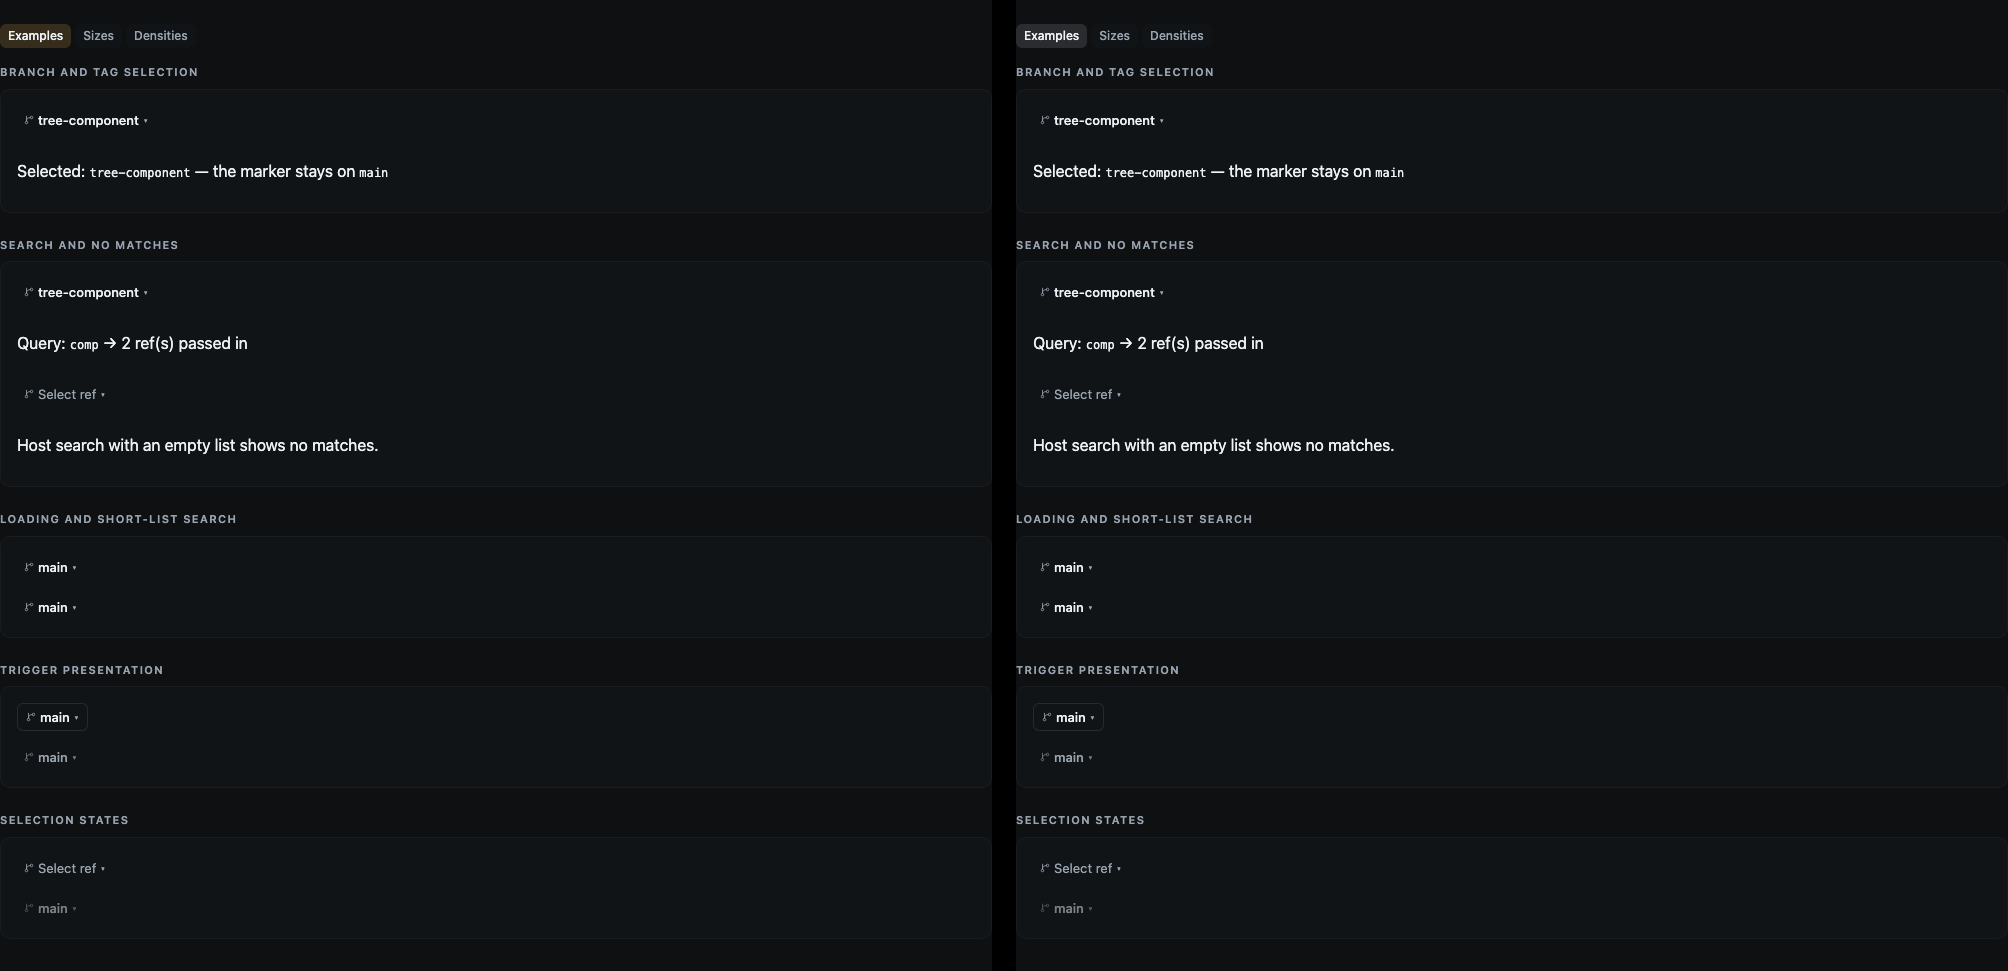 Examples Sizes Densities
BRANCH AND TAG SELECTION
tree-component
Selected: tree-component — the marker stays on main
SEARCH AND NO MATCHES
tree-component
Query: comp → 2 ref(s) passed in
Select ref
Host search with an empty list shows no matches.
LOADING AND SHORT-LIST SEARCH
main
main
TRIGGER PRESENTATION
main
main
SELECTION STATES
Select ref
main
Examples Sizes Densities
BRANCH AND TAG SELECTION
tree-component
Selected: tree-component — the marker stays on main
SEARCH AND NO MATCHES
tree-component
Query: comp → 2 ref(s) passed in
Select ref
Host search with an empty list shows no matches.
LOADING AND SHORT-LIST SEARCH
main
main
TRIGGER PRESENTATION
main
main
SELECTION STATES
Select ref
main